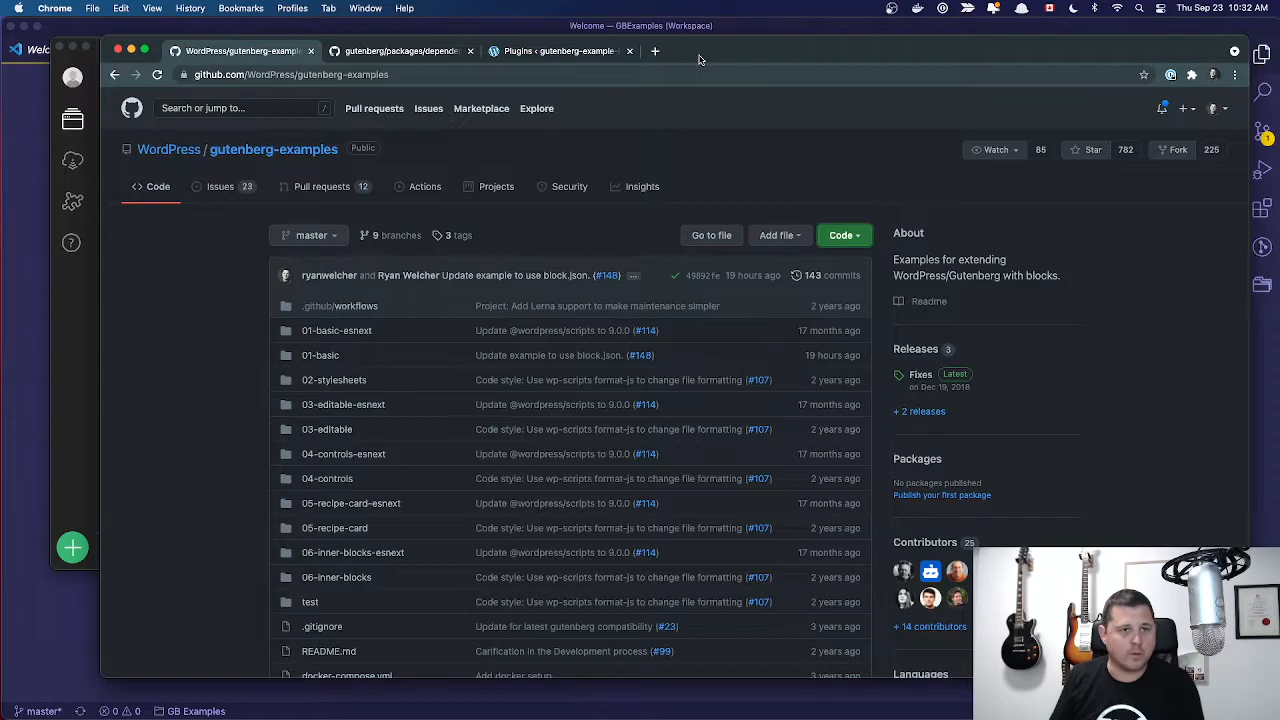 Chrome File Edit View History Bookmarks Profiles Tab Window Help Thu Sep 23 10:32 AM
Welcome — GBExamples (Workspace)
Welc
WordPress/gutenberg-example
gutenberg/packages/depende
Plugins ‹ gutenberg-example-
github.com/WordPress/gutenberg-examples
Search or jump to... / Pull requests Issues Marketplace Explore
WordPress / gutenberg-examples Public Watch 85 Star 782 Fork 225
1
Code Issues 23 Pull requests 12 Actions Projects Security Insights
master 9 branches 3 tags Go to file Add file Code
ryanwelcher and Ryan Welcher Update example to use block.json. (#148) ... 49892fe 19 hours ago 143 commits
.github/workflows Project: Add Lerna support to make maintenance simpler 2 years ago
01-basic-esnext Update @wordpress/scripts to 9.0.0 (#114) 17 months ago
01-basic Update example to use block.json. (#148) 19 hours ago
02-stylesheets Code style: Use wp-scripts format-js to change file formatting (#107) 2 years ago
03-editable-esnext Update @wordpress/scripts to 9.0.0 (#114) 17 months ago
03-editable Code style: Use wp-scripts format-js to change file formatting (#107) 2 years ago
04-controls-esnext Update @wordpress/scripts to 9.0.0 (#114) 17 months ago
04-controls Code style: Use wp-scripts format-js to change file formatting (#107) 2 years ago
05-recipe-card-esnext Update @wordpress/scripts to 9.0.0 (#114) 17 months ago
05-recipe-card Code style: Use wp-scripts format-js to change file formatting (#107) 2 years ago
06-inner-blocks-esnext Update @wordpress/scripts to 9.0.0 (#114) 17 months ago
06-inner-blocks Code style: Use wp-scripts format-js to change file formatting (#107) 2 years ago
test Code style: Use wp-scripts format-js to change file formatting (#107) 2 years ago
.gitignore Update for latest gutenberg compatibility (#23) 3 years ago
README.md Carification in the Development process (#99) 2 years ago
docker-compose.yml Add docker setup 3 years ago
About
Examples for extending
WordPress/Gutenberg with blocks.
Readme
Releases 3
Fixes Latest
on Dec 19, 2018
+ 2 releases
Packages
No packages published
Publish your first package
Contributors 25
+ 14 contributors
Languages
master* 0 0 GB Examples